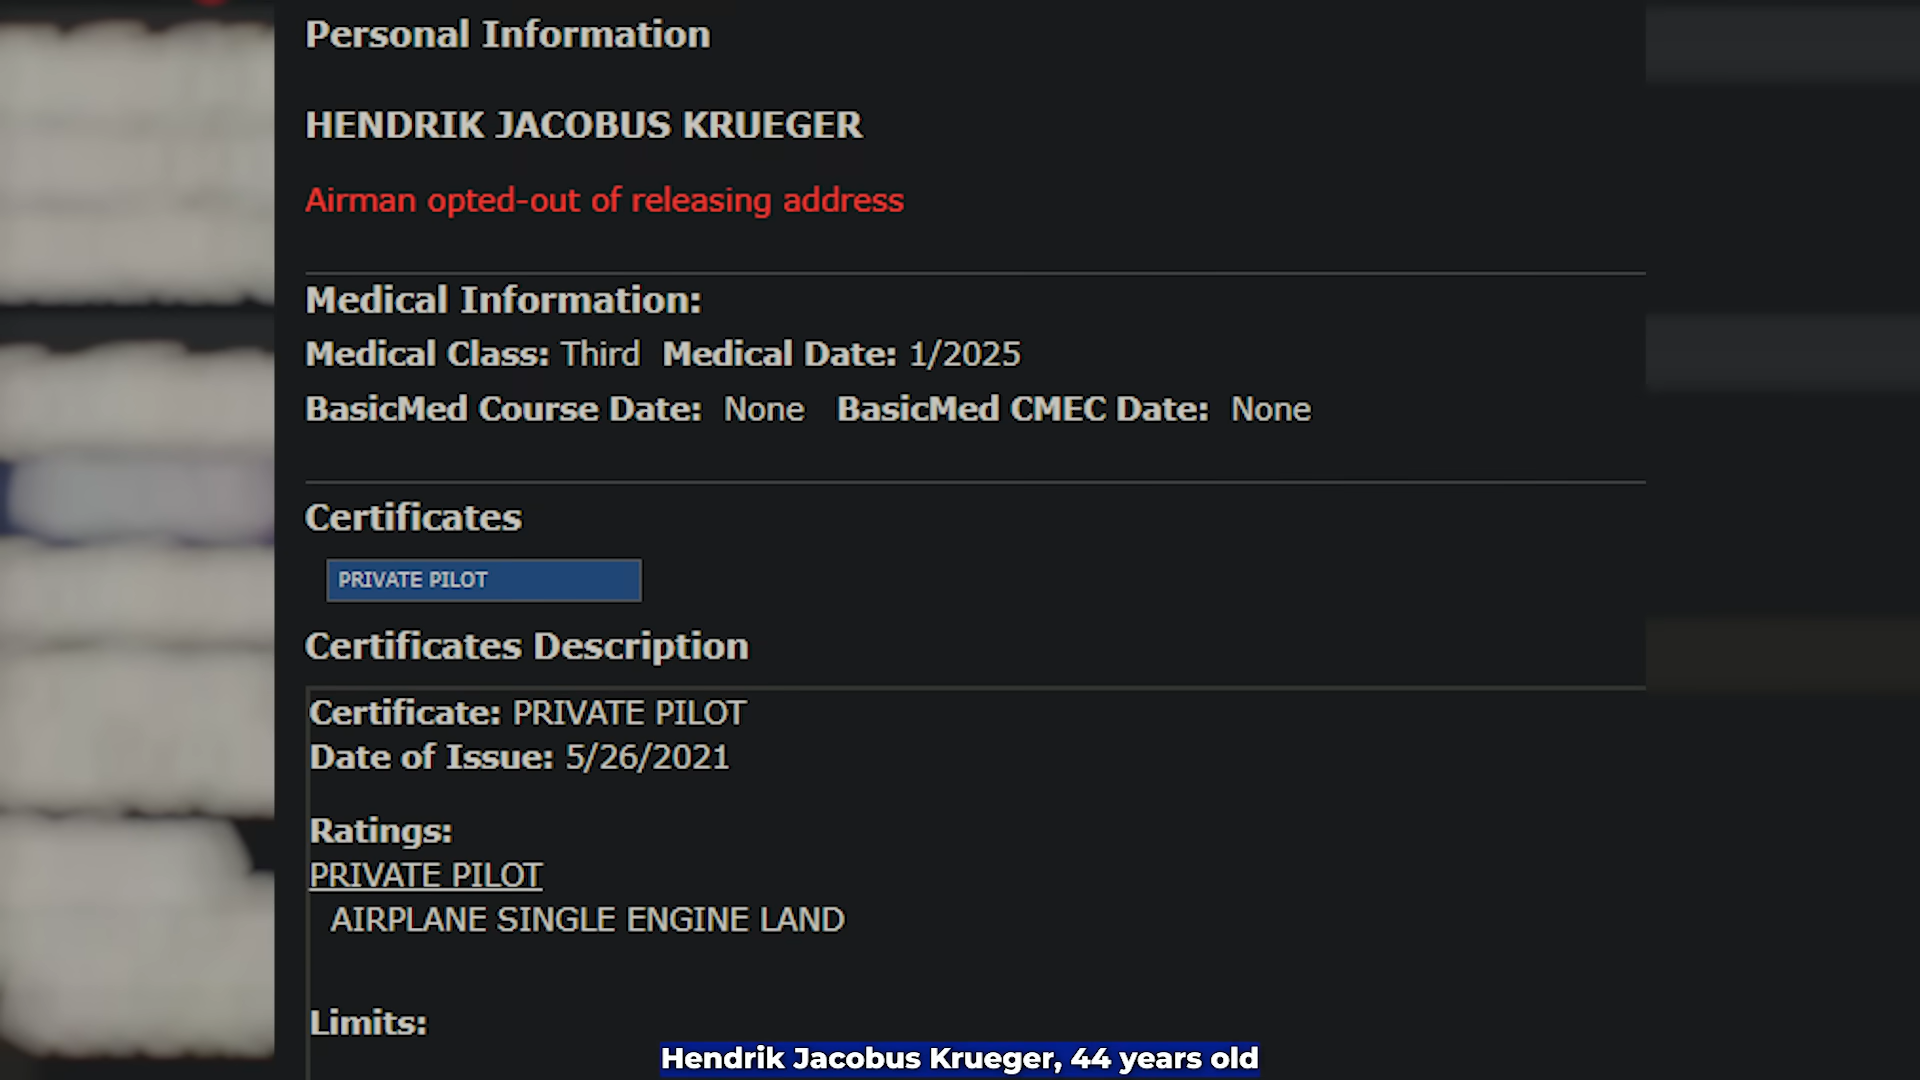 Personal Information
HENDRIK JACOBUS KRUEGER
Airman opted-out of releasing address
Medical Information:
Medical Class: Third Medical Date: 1/2025
BasicMed Course Date: None BasicMed CMEC Date: None
Certificates
PRIVATE PILOT
Certificates Description
Certificate: PRIVATE PILOT
Date of Issue: 5/26/2021
Ratings:
PRIVATE PILOT
AIRPLANE SINGLE ENGINE LAND
Limits:
Hendrik Jacobus Krueger, 44 years old